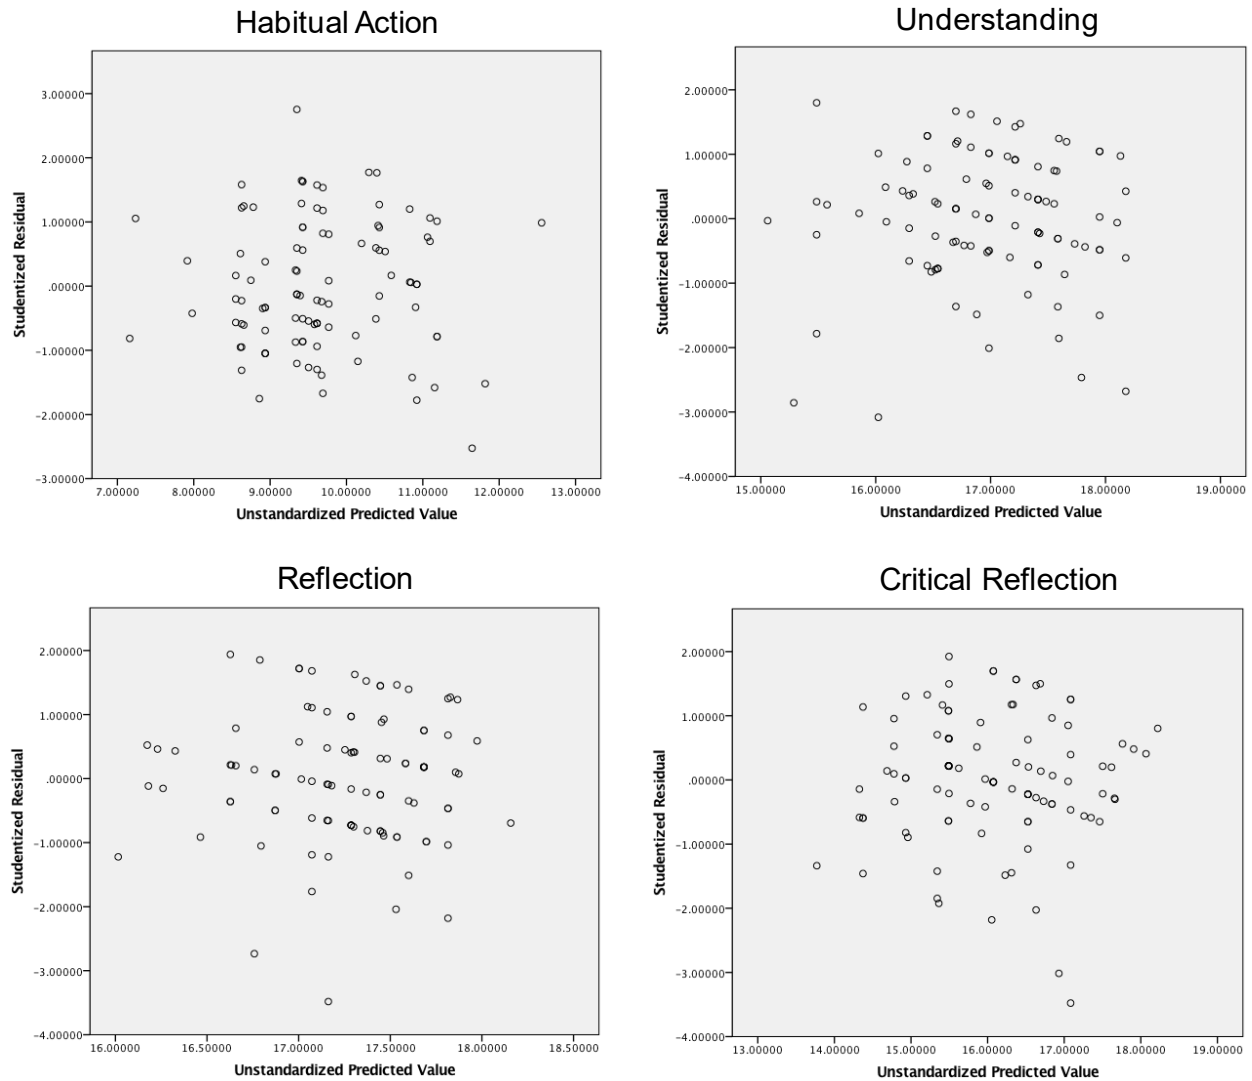 Habitual Action
3.00000
2.00000
1.00000
.00000
-1.00000
-2.00000
-3.00000
Studentized Residual
7.00000 8.00000 9.00000 10.00000 11.00000 12.00000 13.00000
Unstandardized Predicted Value
Understanding
2.00000
1.00000
.00000
-1.00000
-2.00000
-3.00000
-4.00000
Studentized Residual
15.00000 16.00000 17.00000 18.00000 19.00000
Unstandardized Predicted Value
Reflection
2.00000
1.00000
.00000
-1.00000
-2.00000
-3.00000
-4.00000
Studentized Residual
16.00000 16.50000 17.00000 17.50000 18.00000 18.50000
Unstandardized Predicted Value
Critical Reflection
2.00000
1.00000
.00000
-1.00000
-2.00000
-3.00000
-4.00000
Studentized Residual
13.00000 14.00000 15.00000 16.00000 17.00000 18.00000 19.00000
Unstandardized Predicted Value